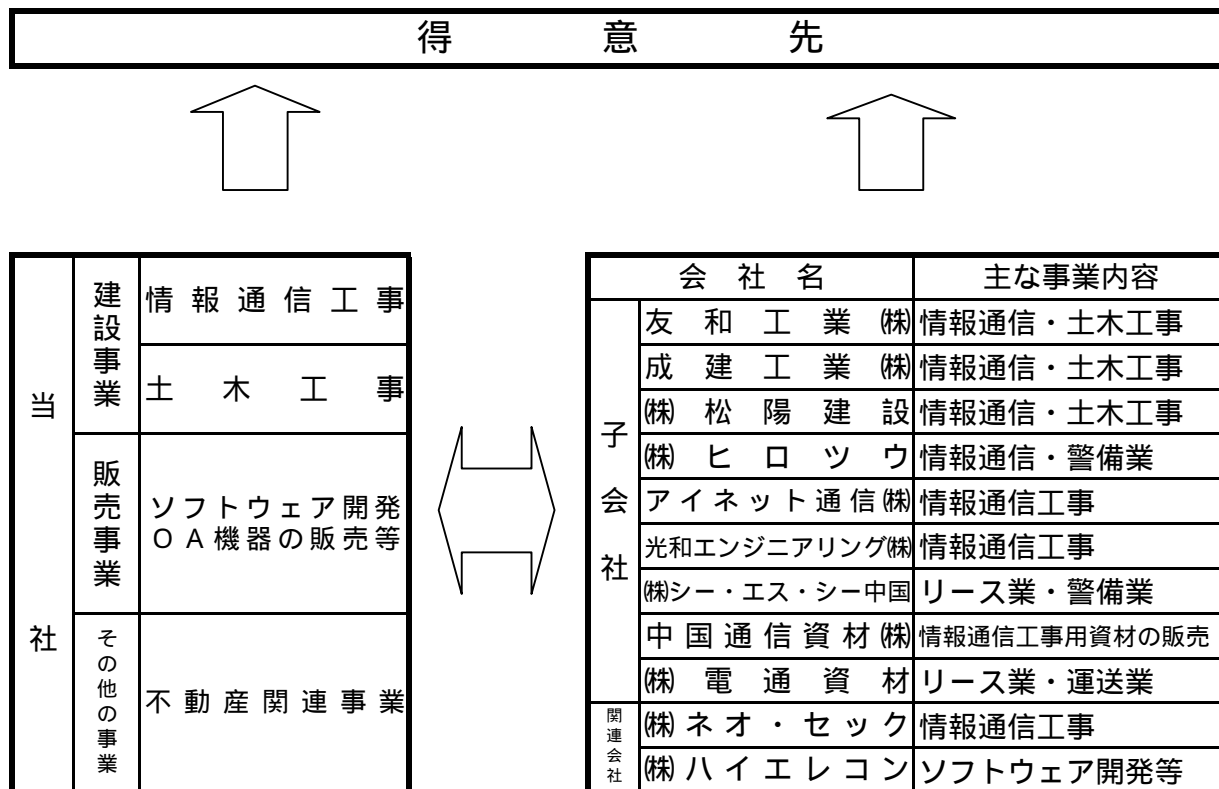 得意先
当社
建設事業
情報通信工事
土木工事
販売事業
ソフトウェア開発
ＯＡ機器の販売等
その他の事業
不動産関連事業
会社名 主な事業内容
子会社
友和工業㈱ 情報通信・土木工事
成建工業㈱ 情報通信・土木工事
㈱松陽建設 情報通信・土木工事
㈱ヒロツウ 情報通信・警備業
アイネット通信㈱ 情報通信工事
光和エンジニアリング㈱ 情報通信工事
㈱シー・エス・シー中国 リース業・警備業
中国通信資材㈱ 情報通信工事用資材の販売
㈱電通資材 リース業・運送業
関連会社
㈱ネオ・セック 情報通信工事
㈱ハイエレコン ソフトウェア開発等